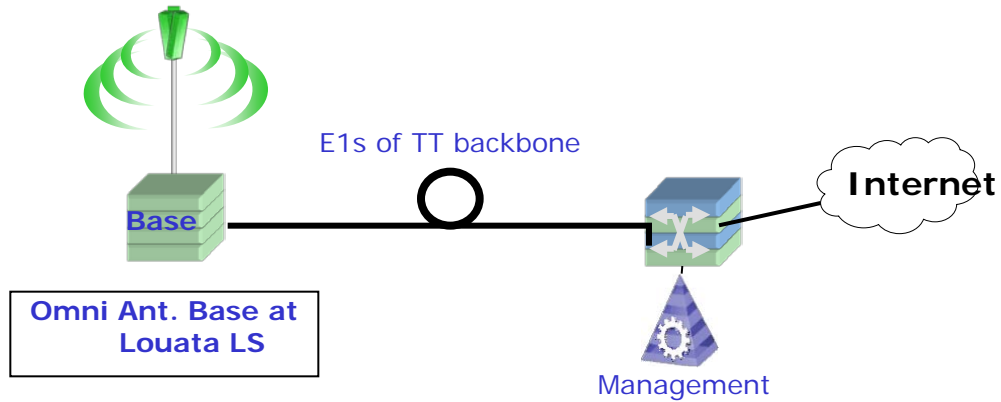 E1s of TT backbone
Internet
Base
Omni Ant. Base at
Louata LS
Management